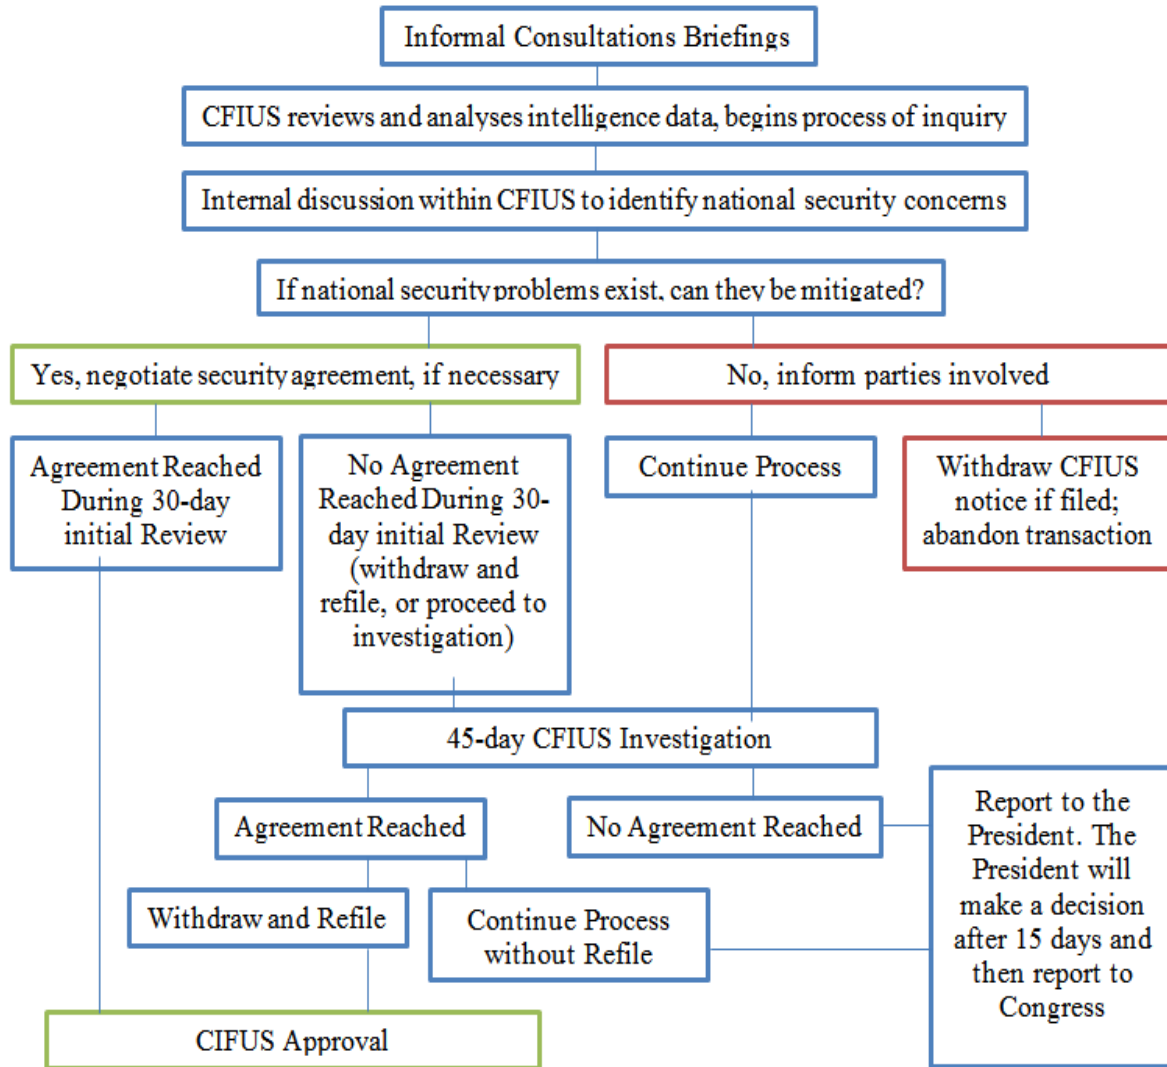 Informal Consultations Briefings
CFIUS reviews and analyses intelligence data, begins process of inquiry
Internal discussion within CFIUS to identify national security concerns
If national security problems exist, can they be mitigated?
Yes, negotiate security agreement, if necessary
No, inform parties involved
Agreement Reached
During 30-day
initial Review
No Agreement
Reached During 30-
day initial Review
(withdraw and
refile, or proceed to
investigation)
Continue Process
Withdraw CFIUS
notice if filed;
abandon transaction
45-day CFIUS Investigation
Agreement Reached
No Agreement Reached
Report to the
President. The
President will
make a decision
after 15 days and
then report to
Congress
Withdraw and Refile
Continue Process
without Refile
CIFUS Approval